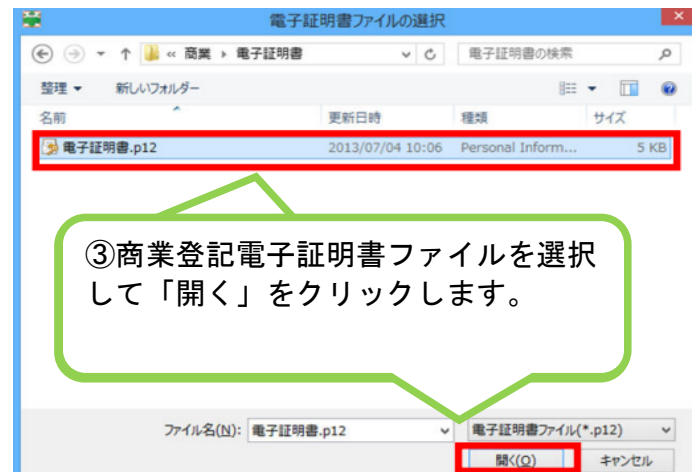 電子証明書ファイルの選択
« 商業 › 電子証明書
電子証明書の検索
整理
新しいフォルダー
名前 更新日時 種類 サイズ
電子証明書.p12 2013/07/04 10:06 Personal Inform... 5 KB
③商業登記電子証明書ファイルを選択
して「開く」をクリックします。
ファイル名(N): 電子証明書.p12 電子証明書ファイル(*.p12)
開く(O) キャンセル